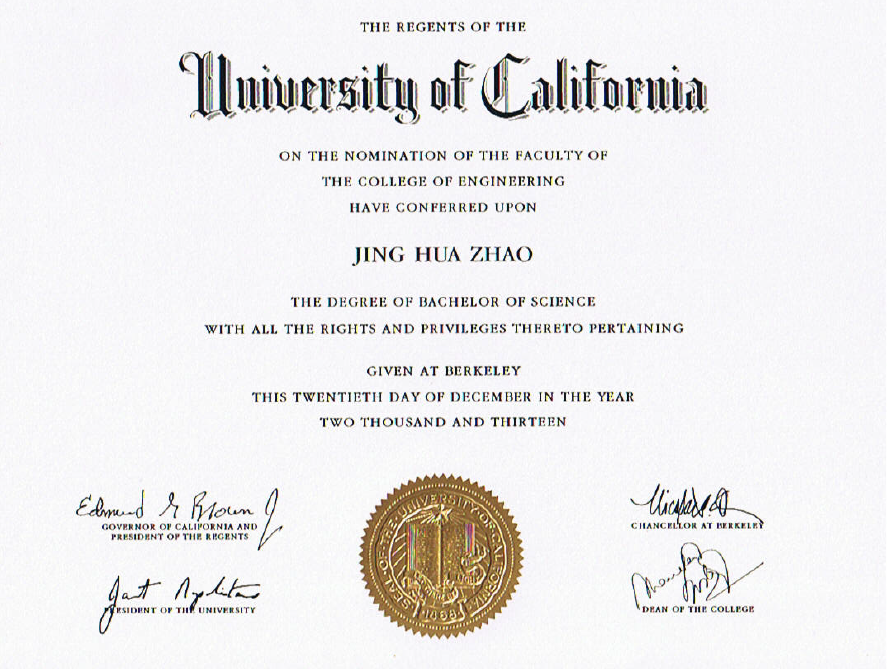 THE REGENTS OF THE
University of California
ON THE NOMINATION OF THE FACULTY OF
THE COLLEGE OF ENGINEERING
HAVE CONFERRED UPON
JING HUA ZHAO
THE DEGREE OF BACHELOR OF SCIENCE
WITH ALL THE RIGHTS AND PRIVILEGES THERETO PERTAINING
GIVEN AT BERKELEY
THIS TWENTIETH DAY OF DECEMBER IN THE YEAR
TWO THOUSAND AND THIRTEEN
Edmund G Brown Jr
GOVERNOR OF CALIFORNIA AND
PRESIDENT OF THE REGENTS
PRESIDENT OF THE UNIVERSITY
SEAL OF THE UNIVERSITY OF CALIFORNIA
1868
CHANCELLOR AT BERKELEY
DEAN OF THE COLLEGE